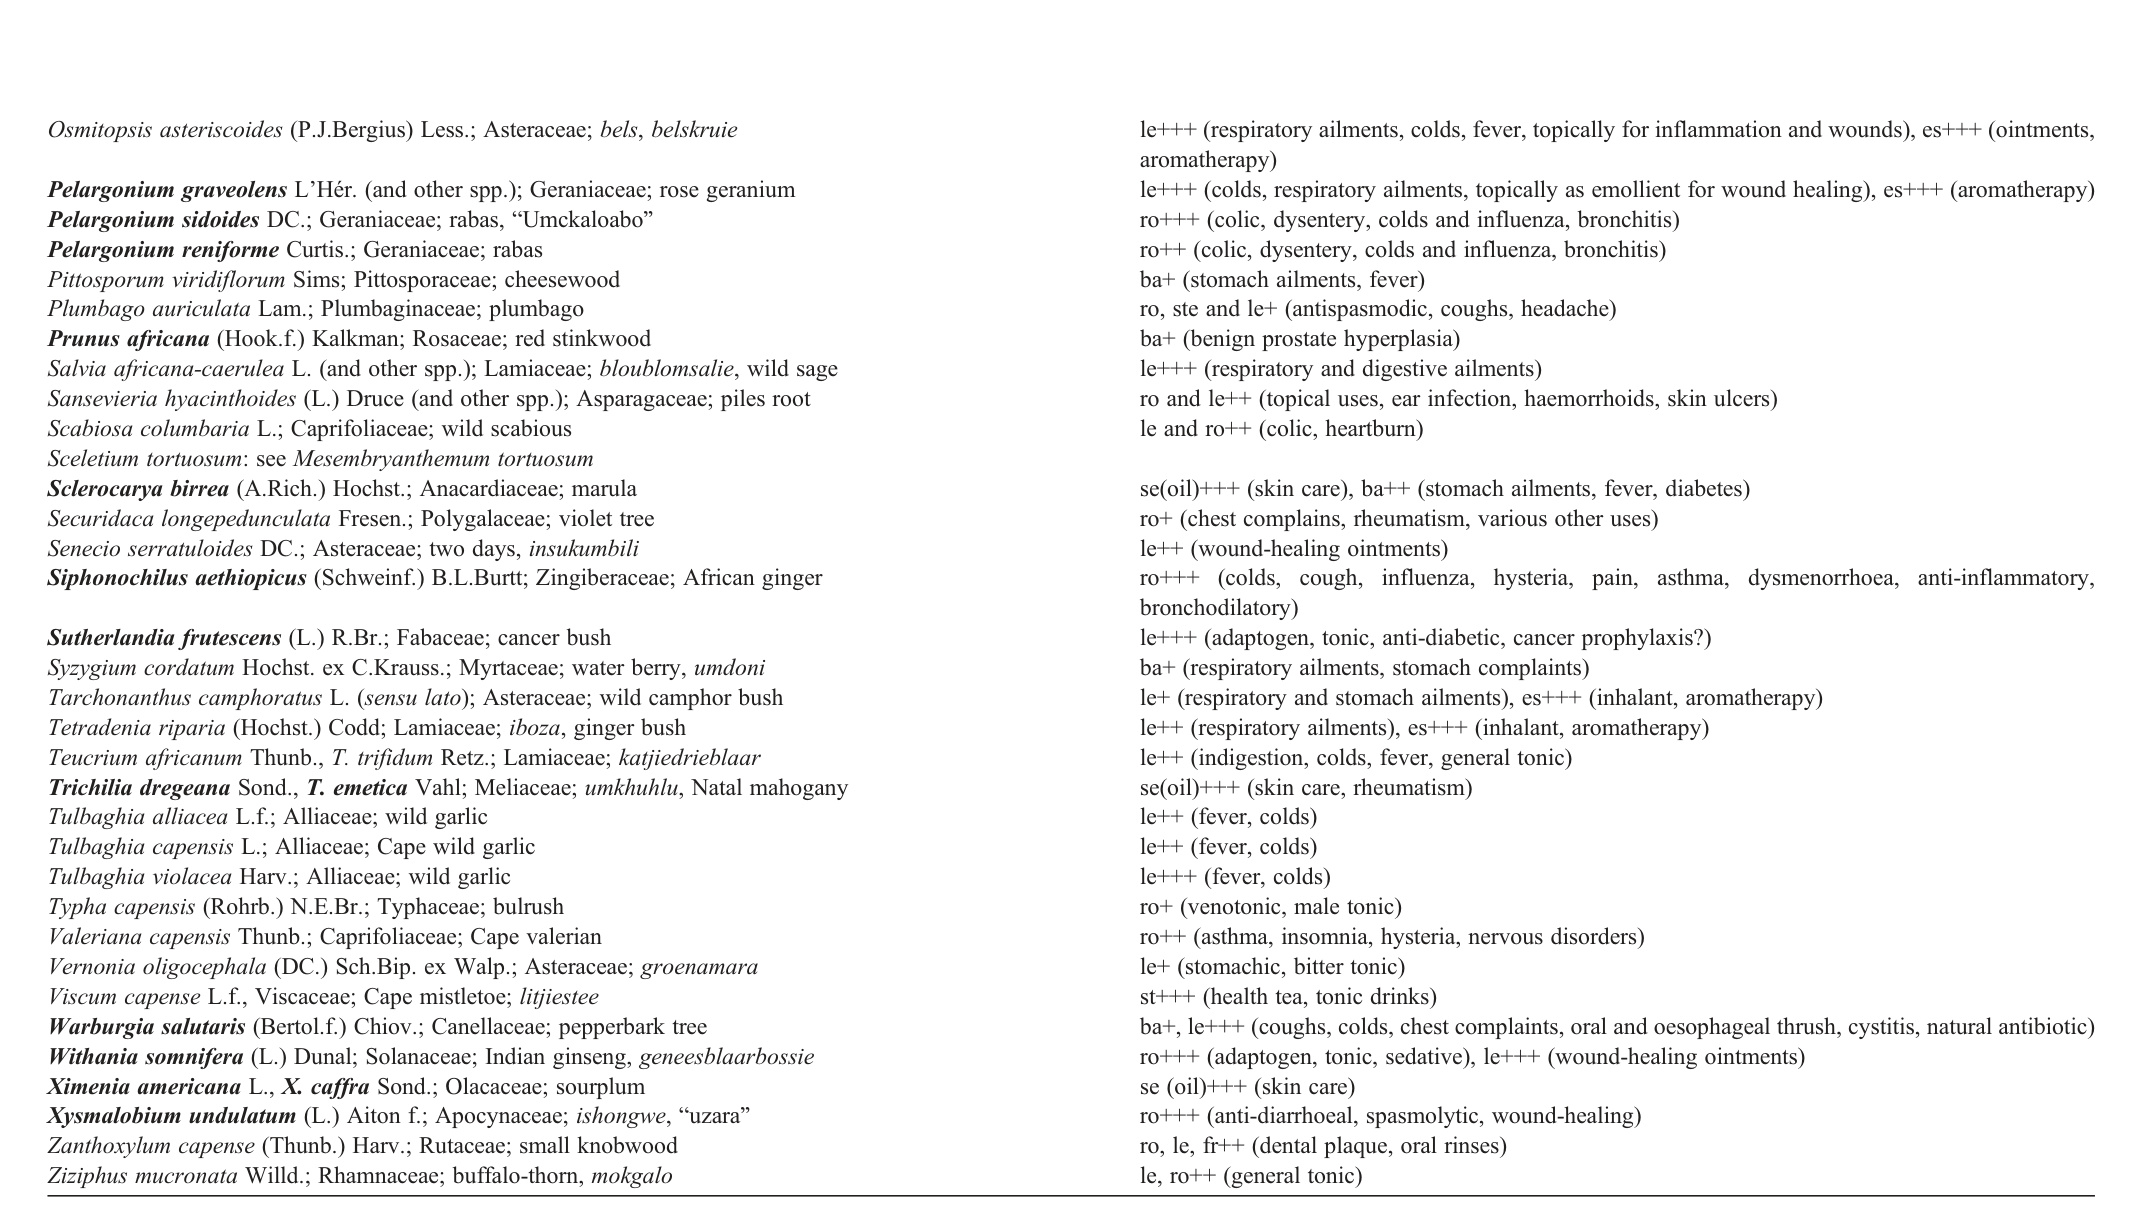 Osmitopsis asteriscoides (P.J.Bergius) Less.; Asteraceae; bels, belskruie le+++ (respiratory ailments, colds, fever, topically for inflammation and wounds), es+++ (ointments,
aromatherapy)
Pelargonium graveolens L’Hér. (and other spp.); Geraniaceae; rose geranium le+++ (colds, respiratory ailments, topically as emollient for wound healing), es+++ (aromatherapy)
Pelargonium sidoides DC.; Geraniaceae; rabas, “Umckaloabo” ro+++ (colic, dysentery, colds and influenza, bronchitis)
Pelargonium reniforme Curtis.; Geraniaceae; rabas ro++ (colic, dysentery, colds and influenza, bronchitis)
Pittosporum viridiflorum Sims; Pittosporaceae; cheesewood ba+ (stomach ailments, fever)
Plumbago auriculata Lam.; Plumbaginaceae; plumbago ro, ste and le+ (antispasmodic, coughs, headache)
Prunus africana (Hook.f.) Kalkman; Rosaceae; red stinkwood ba+ (benign prostate hyperplasia)
Salvia africana-caerulea L. (and other spp.); Lamiaceae; bloublomsalie, wild sage le+++ (respiratory and digestive ailments)
Sansevieria hyacinthoides (L.) Druce (and other spp.); Asparagaceae; piles root ro and le++ (topical uses, ear infection, haemorrhoids, skin ulcers)
Scabiosa columbaria L.; Caprifoliaceae; wild scabious le and ro++ (colic, heartburn)
Sceletium tortuosum: see Mesembryanthemum tortuosum
Sclerocarya birrea (A.Rich.) Hochst.; Anacardiaceae; marula se(oil)+++ (skin care), ba++ (stomach ailments, fever, diabetes)
Securidaca longepedunculata Fresen.; Polygalaceae; violet tree ro+ (chest complains, rheumatism, various other uses)
Senecio serratuloides DC.; Asteraceae; two days, insukumbili le++ (wound-healing ointments)
Siphonochilus aethiopicus (Schweinf.) B.L.Burtt; Zingiberaceae; African ginger ro+++ (colds, cough, influenza, hysteria, pain, asthma, dysmenorrhoea, anti-inflammatory,
bronchodilatory)
Sutherlandia frutescens (L.) R.Br.; Fabaceae; cancer bush le+++ (adaptogen, tonic, anti-diabetic, cancer prophylaxis?)
Syzygium cordatum Hochst. ex C.Krauss.; Myrtaceae; water berry, umdoni ba+ (respiratory ailments, stomach complaints)
Tarchonanthus camphoratus L. (sensu lato); Asteraceae; wild camphor bush le+ (respiratory and stomach ailments), es+++ (inhalant, aromatherapy)
Tetradenia riparia (Hochst.) Codd; Lamiaceae; iboza, ginger bush le++ (respiratory ailments), es+++ (inhalant, aromatherapy)
Teucrium africanum Thunb., T. trifidum Retz.; Lamiaceae; katjiedrieblaar le++ (indigestion, colds, fever, general tonic)
Trichilia dregeana Sond., T. emetica Vahl; Meliaceae; umkhuhlu, Natal mahogany se(oil)+++ (skin care, rheumatism)
Tulbaghia alliacea L.f.; Alliaceae; wild garlic le++ (fever, colds)
Tulbaghia capensis L.; Alliaceae; Cape wild garlic le++ (fever, colds)
Tulbaghia violacea Harv.; Alliaceae; wild garlic le+++ (fever, colds)
Typha capensis (Rohrb.) N.E.Br.; Typhaceae; bulrush ro+ (venotonic, male tonic)
Valeriana capensis Thunb.; Caprifoliaceae; Cape valerian ro++ (asthma, insomnia, hysteria, nervous disorders)
Vernonia oligocephala (DC.) Sch.Bip. ex Walp.; Asteraceae; groenamara le+ (stomachic, bitter tonic)
Viscum capense L.f., Viscaceae; Cape mistletoe; litjiestee st+++ (health tea, tonic drinks)
Warburgia salutaris (Bertol.f.) Chiov.; Canellaceae; pepperbark tree ba+, le+++ (coughs, colds, chest complaints, oral and oesophageal thrush, cystitis, natural antibiotic)
Withania somnifera (L.) Dunal; Solanaceae; Indian ginseng, geneesblaarbossie ro+++ (adaptogen, tonic, sedative), le+++ (wound-healing ointments)
Ximenia americana L., X. caffra Sond.; Olacaceae; sourplum se (oil)+++ (skin care)
Xysmalobium undulatum (L.) Aiton f.; Apocynaceae; ishongwe, “uzara” ro+++ (anti-diarrhoeal, spasmolytic, wound-healing)
Zanthoxylum capense (Thunb.) Harv.; Rutaceae; small knobwood ro, le, fr++ (dental plaque, oral rinses)
Ziziphus mucronata Willd.; Rhamnaceae; buffalo-thorn, mokgalo le, ro++ (general tonic)